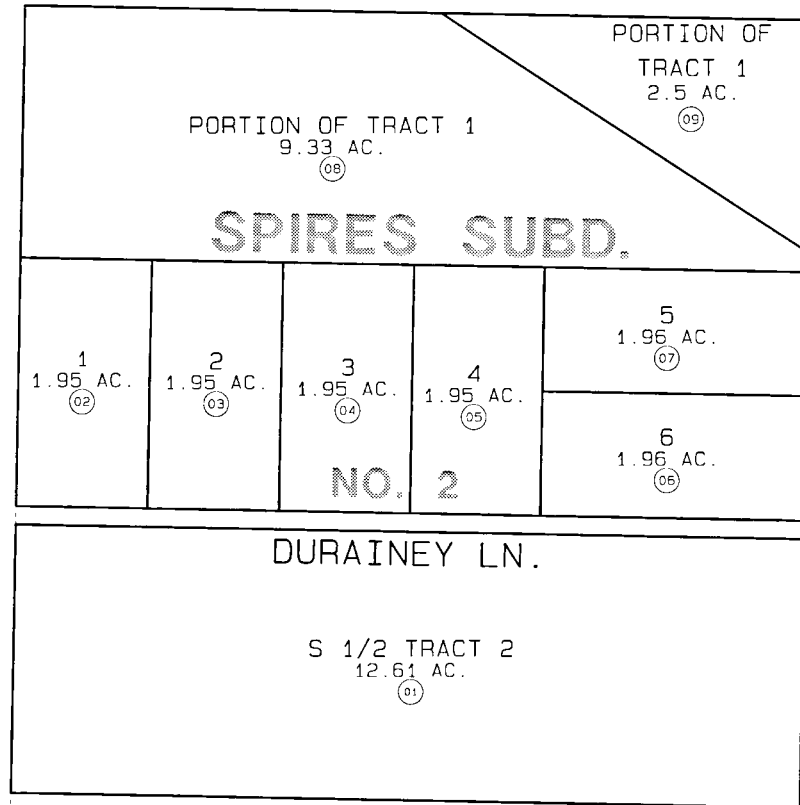 PORTION OF
TRACT 1
2.5 AC.
09
PORTION OF TRACT 1
9.33 AC.
08
SPIRES SUBD.
1
1.95 AC.
02
2
1.95 AC.
03
3
1.95 AC.
04
4
1.95 AC.
05
5
1.96 AC.
07
6
1.96 AC.
06
NO. 2
DURAINEY LN.
S 1/2 TRACT 2
12.61 AC.
01